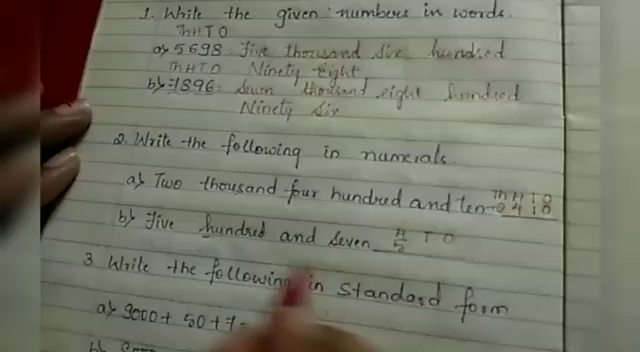 1. Write the given numbers in words.
Th H T O
a) 5698 Five thousand six hundred
Ninety Eight
Th H T O
b) 7896 = Seven thousand eight hundred
Ninety Six
2. Write the following in numerals.
Th H T O
a) Two thousand four hundred and ten - 2 4 1 0
b) Five hundred and Seven H T O
5
3. Write the following in Standard form
a) 9000 + 50 + 7 =
b)